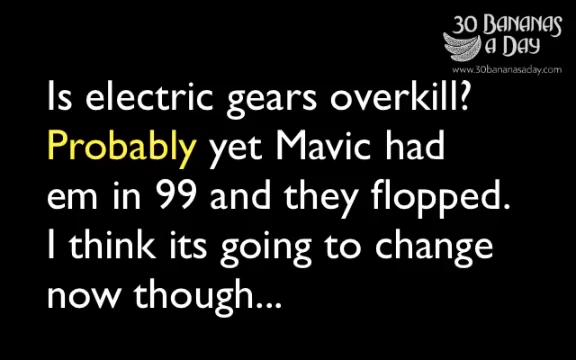 30 BANANAS
A DAY
www.30bananasaday.com
Is electric gears overkill?
Probably yet Mavic had
em in 99 and they flopped.
I think its going to change
now though...